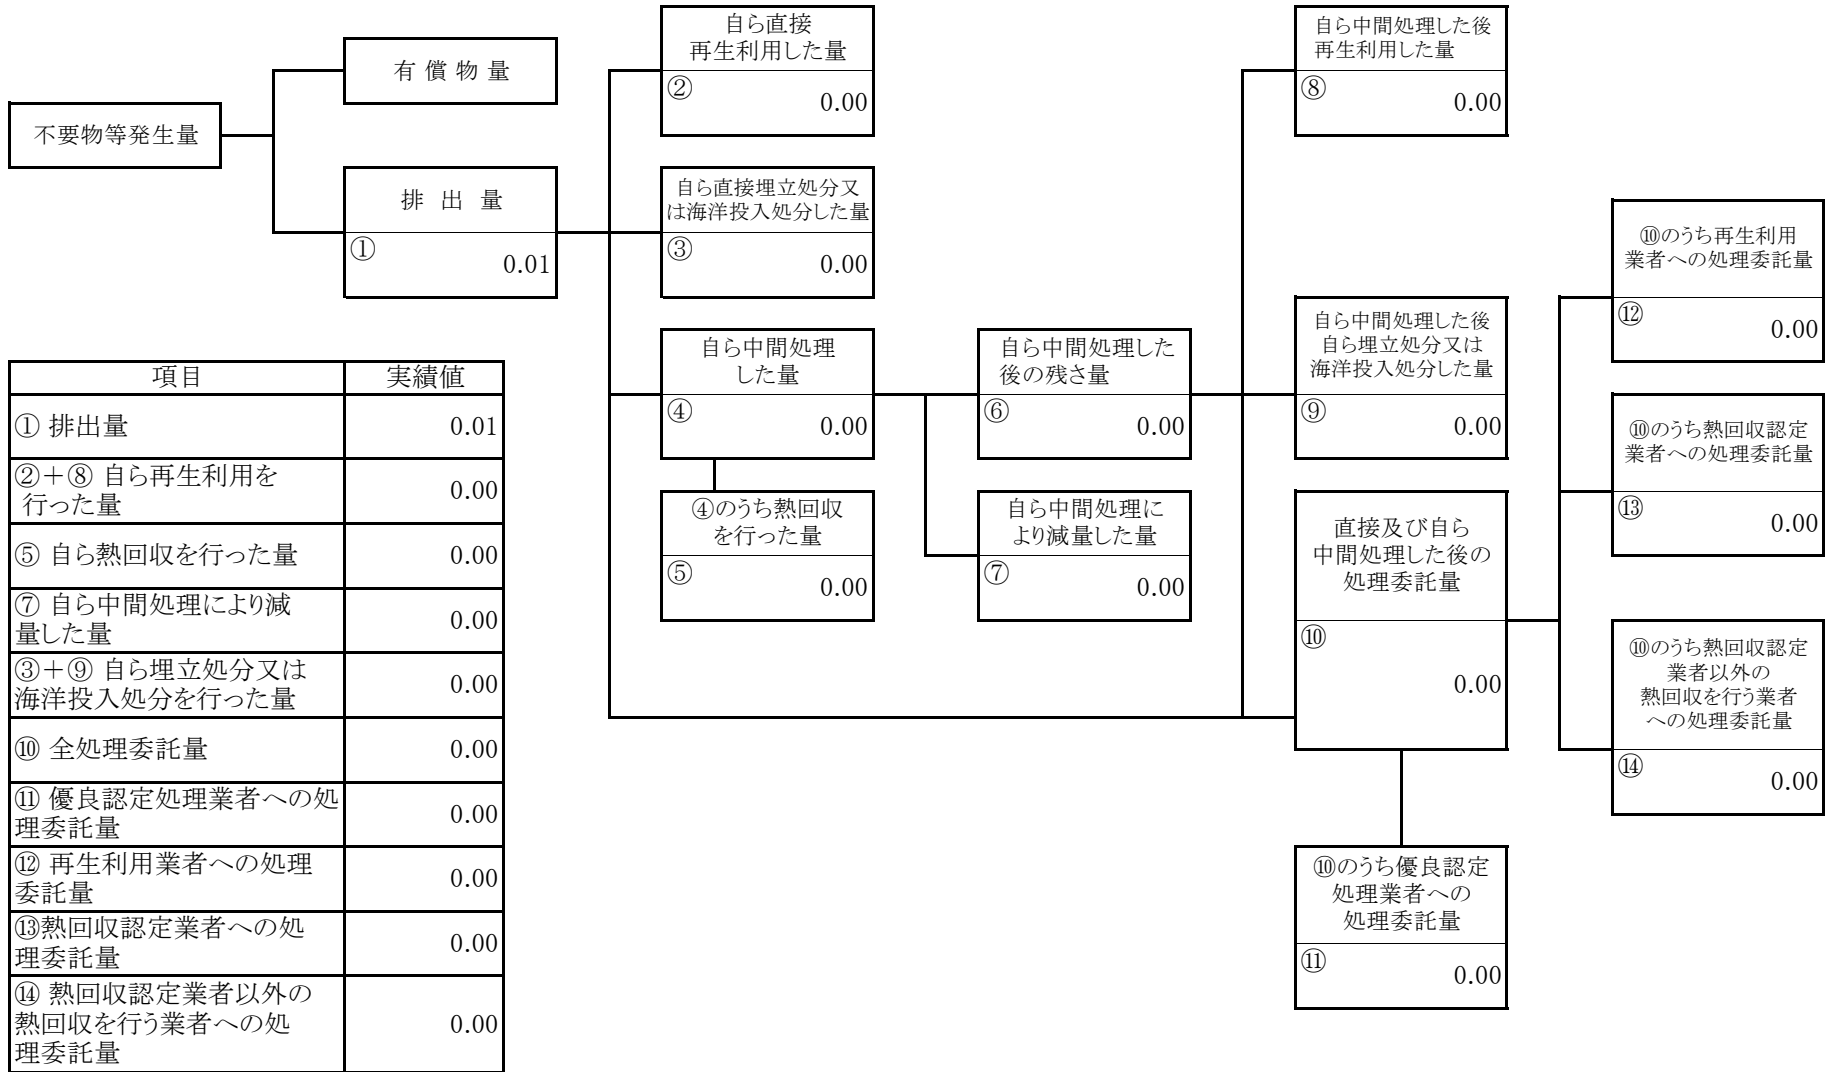 不要物等発生量
有 償 物 量
排 出 量
①
0.01
自ら直接
再生利用した量
②
0.00
自ら直接埋立処分又
は海洋投入処分した量
③
0.00
自ら中間処理
した量
④
0.00
④のうち熱回収
を行った量
⑤
0.00
自ら中間処理した
後の残さ量
⑥
0.00
自ら中間処理に
より減量した量
⑦
0.00
自ら中間処理した後
再生利用した量
⑧
0.00
自ら中間処理した後
自ら埋立処分又は
海洋投入処分した量
⑨
0.00
直接及び自ら
中間処理した後の
処理委託量
⑩
0.00
⑩のうち優良認定
処理業者への
処理委託量
⑪
0.00
⑩のうち再生利用
業者への処理委託量
⑫
0.00
⑩のうち熱回収認定
業者への処理委託量
⑬
0.00
⑩のうち熱回収認定
業者以外の
熱回収を行う業者
への処理委託量
⑭
0.00
項目 実績値
① 排出量 0.01
②＋⑧ 自ら再生利用を
行った量 0.00
⑤ 自ら熱回収を行った量 0.00
⑦ 自ら中間処理により減
量した量 0.00
③＋⑨ 自ら埋立処分又は
海洋投入処分を行った量 0.00
⑩ 全処理委託量 0.00
⑪ 優良認定処理業者への処
理委託量 0.00
⑫ 再生利用業者への処理
委託量 0.00
⑬熱回収認定業者への処
理委託量 0.00
⑭ 熱回収認定業者以外の
熱回収を行う業者への処
理委託量 0.00